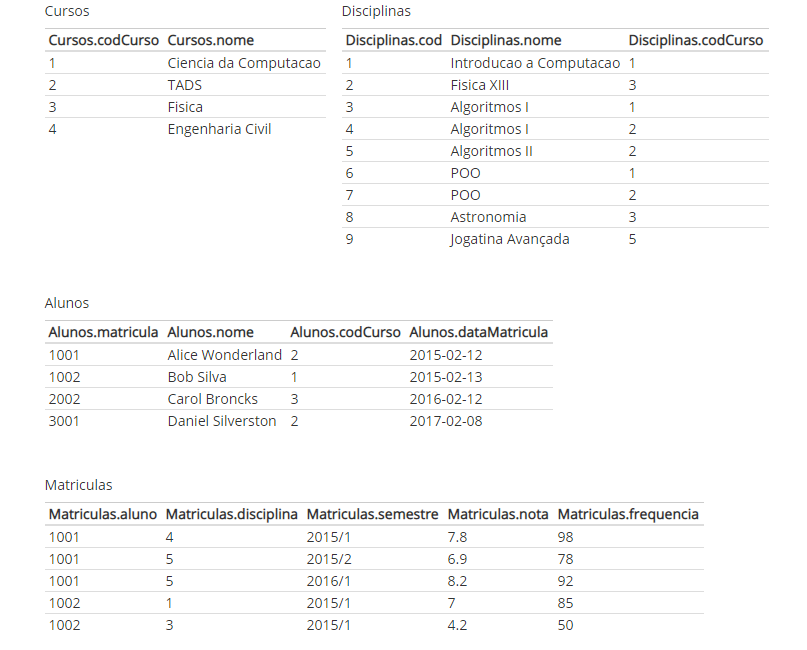 Cursos
Cursos.codCurso Cursos.nome
1 Ciencia da Computacao
2 TADS
3 Fisica
4 Engenharia Civil
Disciplinas
Disciplinas.cod Disciplinas.nome Disciplinas.codCurso
1 Introducao a Computacao 1
2 Fisica XIII 3
3 Algoritmos I 1
4 Algoritmos I 2
5 Algoritmos II 2
6 POO 1
7 POO 2
8 Astronomia 3
9 Jogatina Avançada 5
Alunos
Alunos.matricula Alunos.nome Alunos.codCurso Alunos.dataMatricula
1001 Alice Wonderland 2 2015-02-12
1002 Bob Silva 1 2015-02-13
2002 Carol Broncks 3 2016-02-12
3001 Daniel Silverston 2 2017-02-08
Matriculas
Matriculas.aluno Matriculas.disciplina Matriculas.semestre Matriculas.nota Matriculas.frequencia
1001 4 2015/1 7.8 98
1001 5 2015/2 6.9 78
1001 5 2016/1 8.2 92
1002 1 2015/1 7 85
1002 3 2015/1 4.2 50